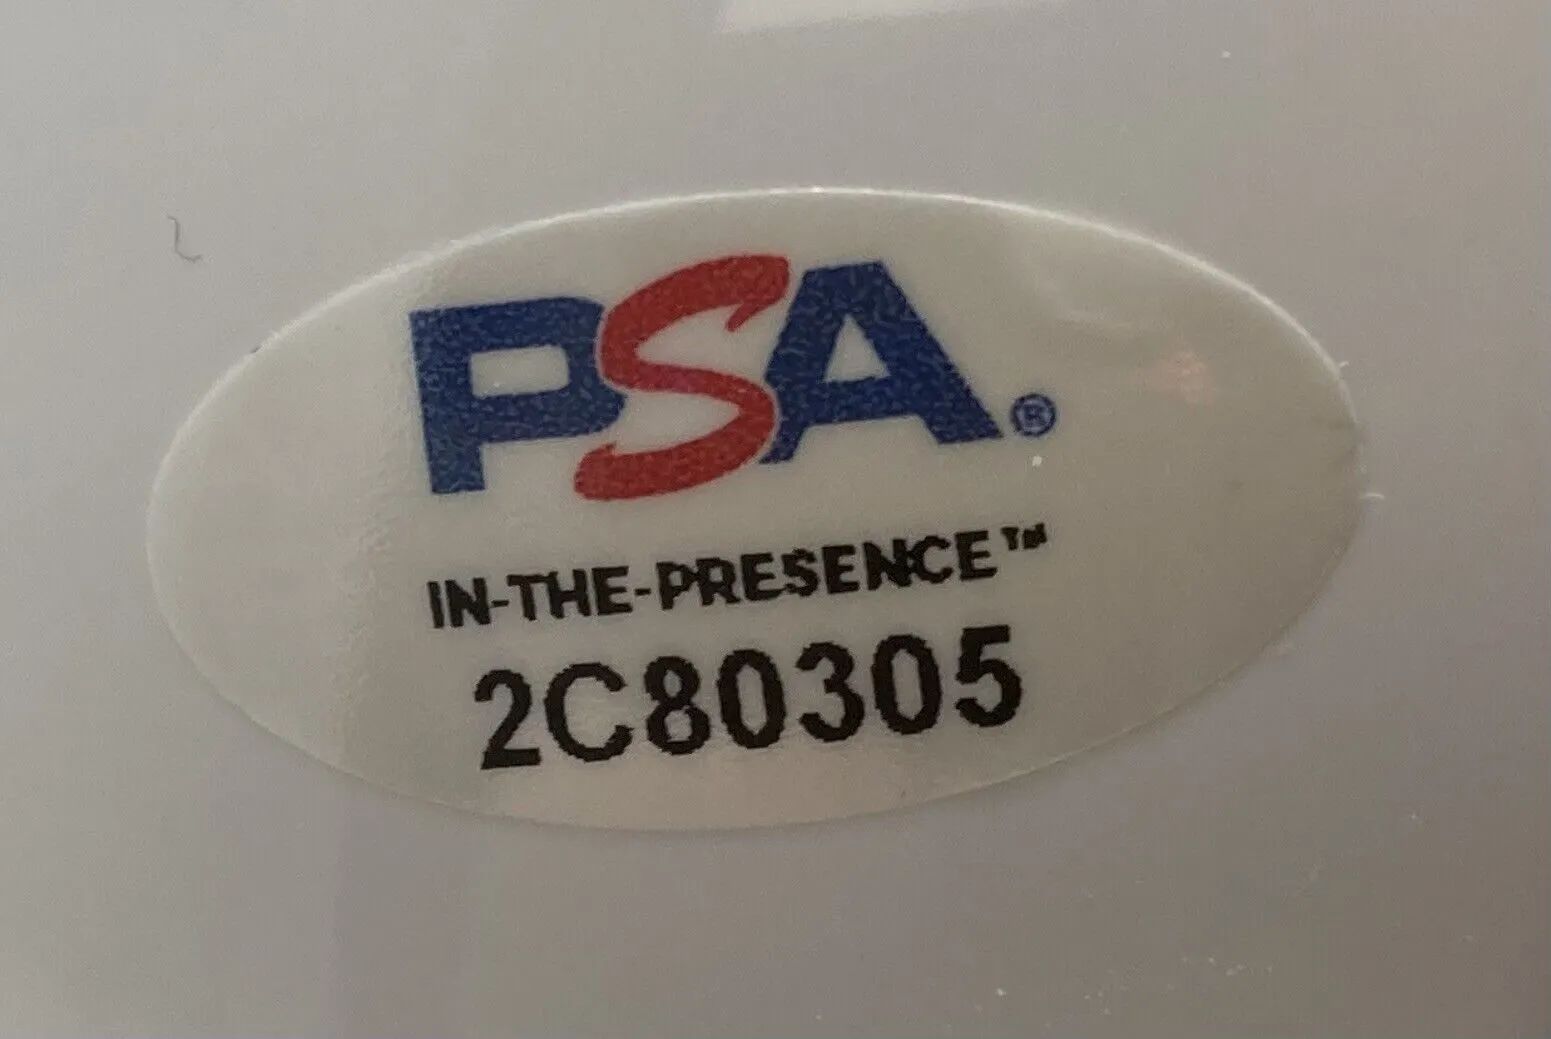 PSA®
IN-THE-PRESENCE™
2C80305